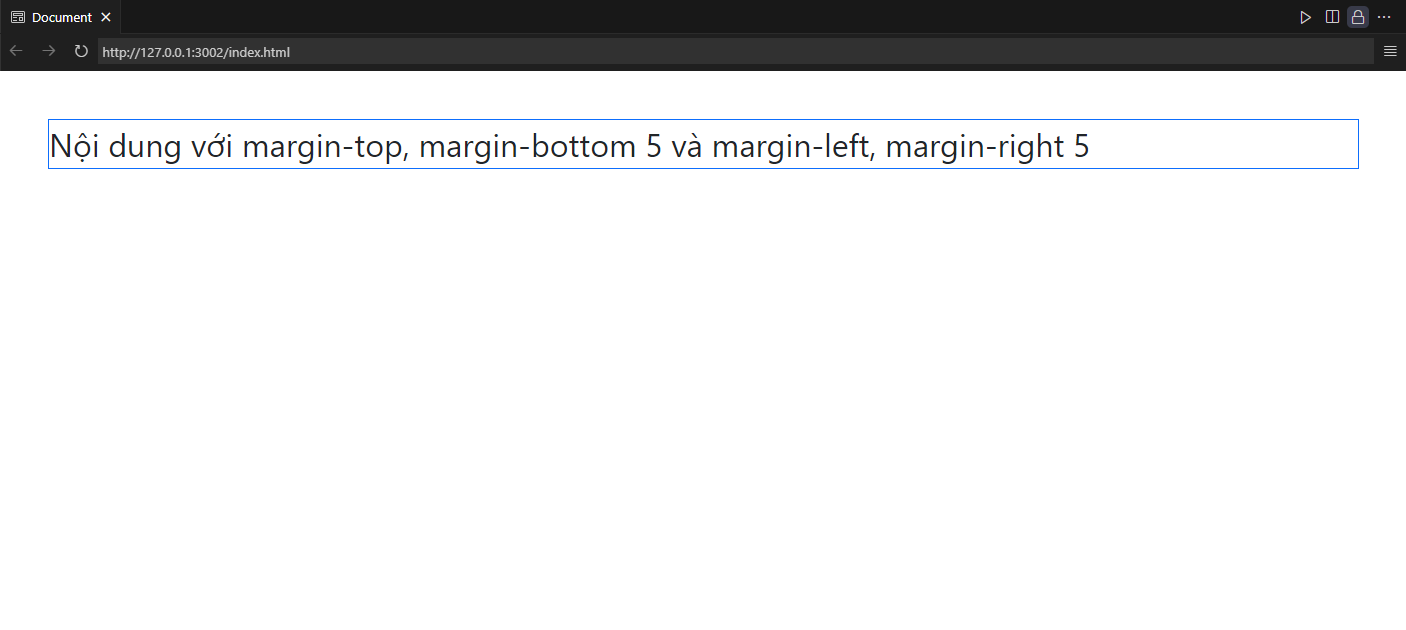 Document
http://127.0.0.1:3002/index.html
Nội dung với margin-top, margin-bottom 5 và margin-left, margin-right 5